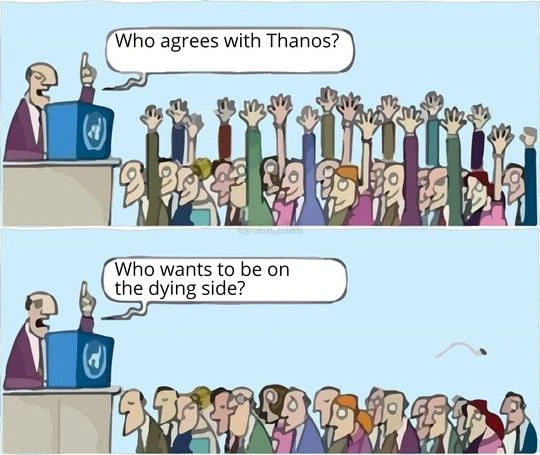 Who agrees with Thanos?
Who wants to be on
the dying side?